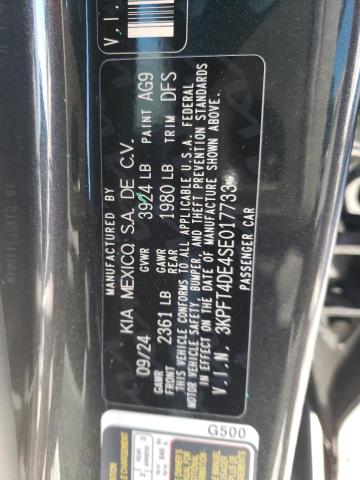 V.I.
MANUFACTURED BY
KIA MEXICO, S.A. DE C.V.
09/24 GVWR 3924 LB PAINT AG9
GAWR FRONT 2361 LB GAWR REAR 1980 LB TRIM DFS
THIS VEHICLE CONFORMS TO ALL APPLICABLE U.S.A. FEDERAL
MOTOR VEHICLE SAFETY, BUMPER, AND THEFT PREVENTION STANDARDS
IN EFFECT ON THE DATE OF MANUFACTURE SHOWN ABOVE.
V.I.N. 3KPFT4DE4SE017733
PASSENGER CAR
G500